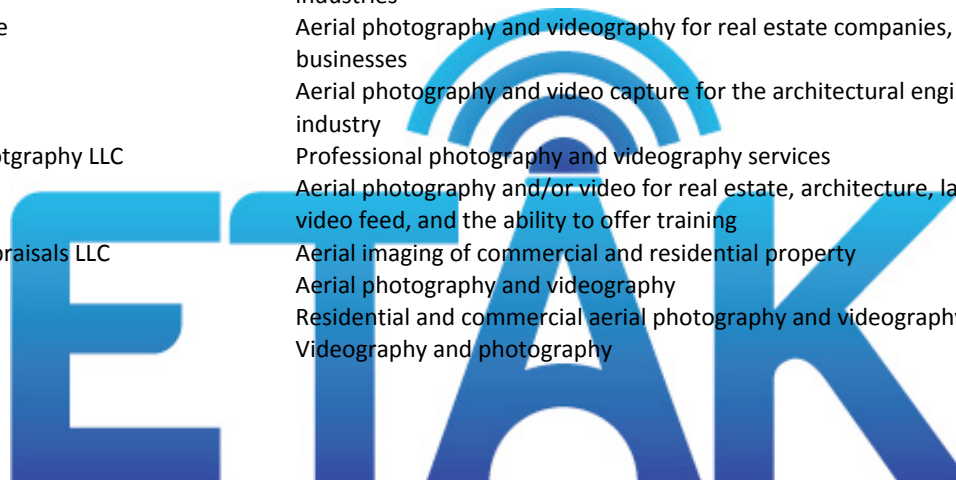 industries
e Aerial photography and videography for real estate companies,
businesses
Aerial photography and video capture for the architectural engi
industry
otgraphy LLC Professional photography and videography services
Aerial photography and/or video for real estate, architecture, la
video feed, and the ability to offer training
praisals LLC Aerial imaging of commercial and residential property
Aerial photography and videography
Residential and commercial aerial photography and videography
Videography and photography
ETAK